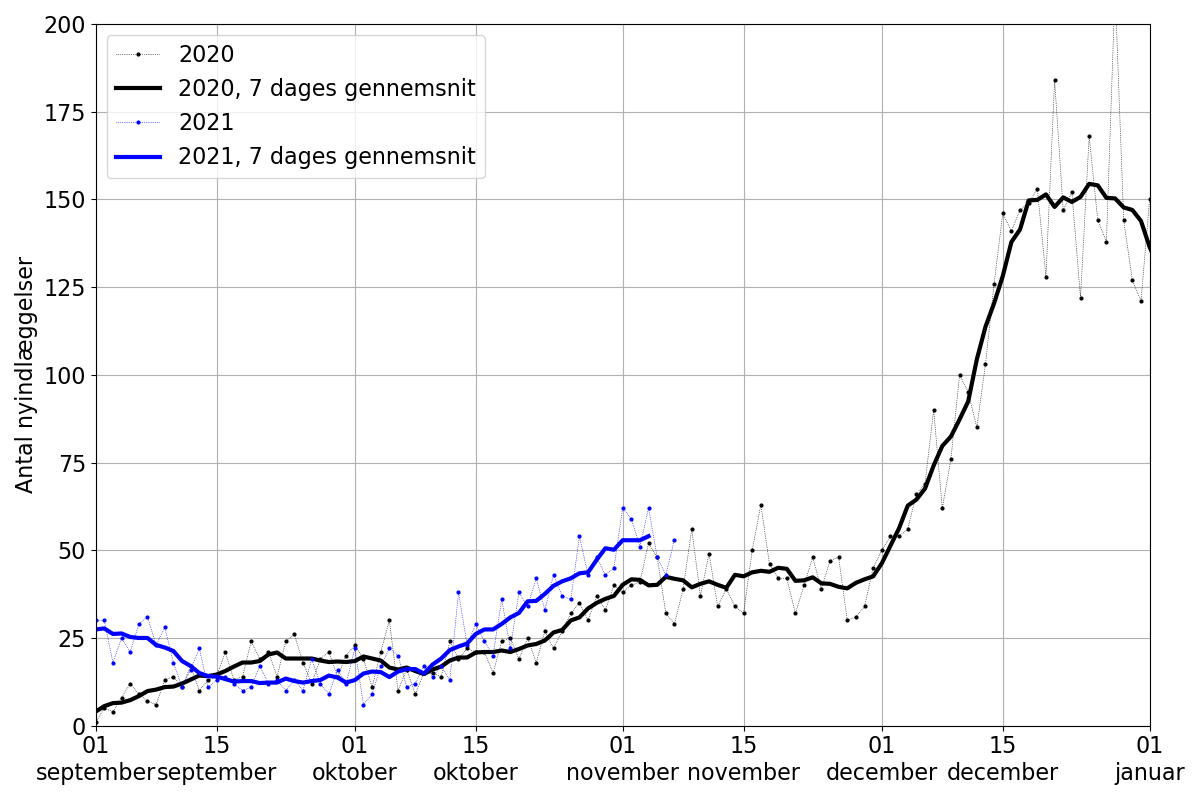 200
175
150
125
100
75
50
25
0
Antal nyindlæggelser
2020
2020, 7 dages gennemsnit
2021
2021, 7 dages gennemsnit
01 15 01 15 01 15 01 15 01
september september oktober oktober november november december december januar